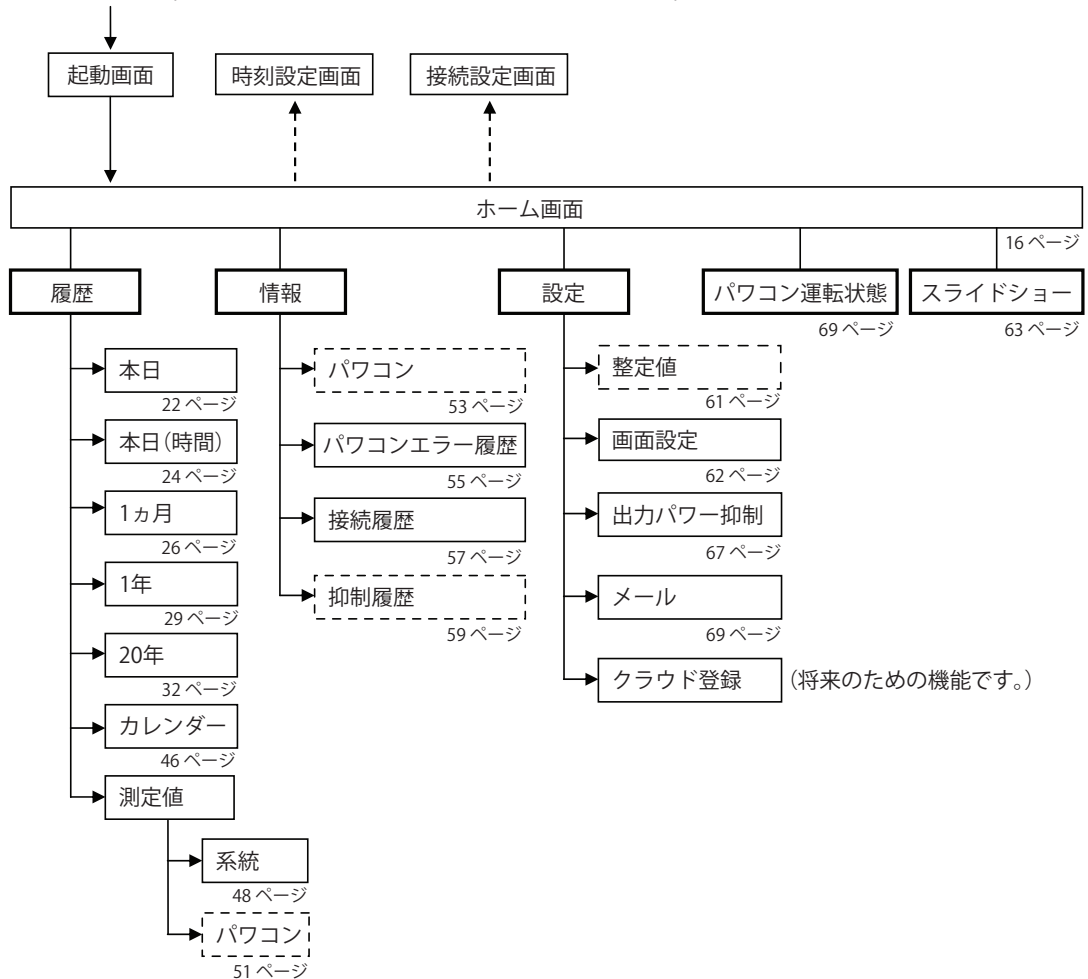 起動画面
時刻設定画面
接続設定画面
ホーム画面
16 ページ
履歴
情報
設定
パワコン運転状態
69 ページ
スライドショー
63 ページ
本日
22 ページ
本日（時間）
24 ページ
1ヵ月
26 ページ
1年
29 ページ
20年
32 ページ
カレンダー
46 ページ
測定値
系統
48 ページ
パワコン
51 ページ
パワコン
53 ページ
パワコンエラー履歴
55 ページ
接続履歴
57 ページ
抑制履歴
59 ページ
整定値
61 ページ
画面設定
62 ページ
出力パワー抑制
67 ページ
メール
69 ページ
クラウド登録 （将来のための機能です。）